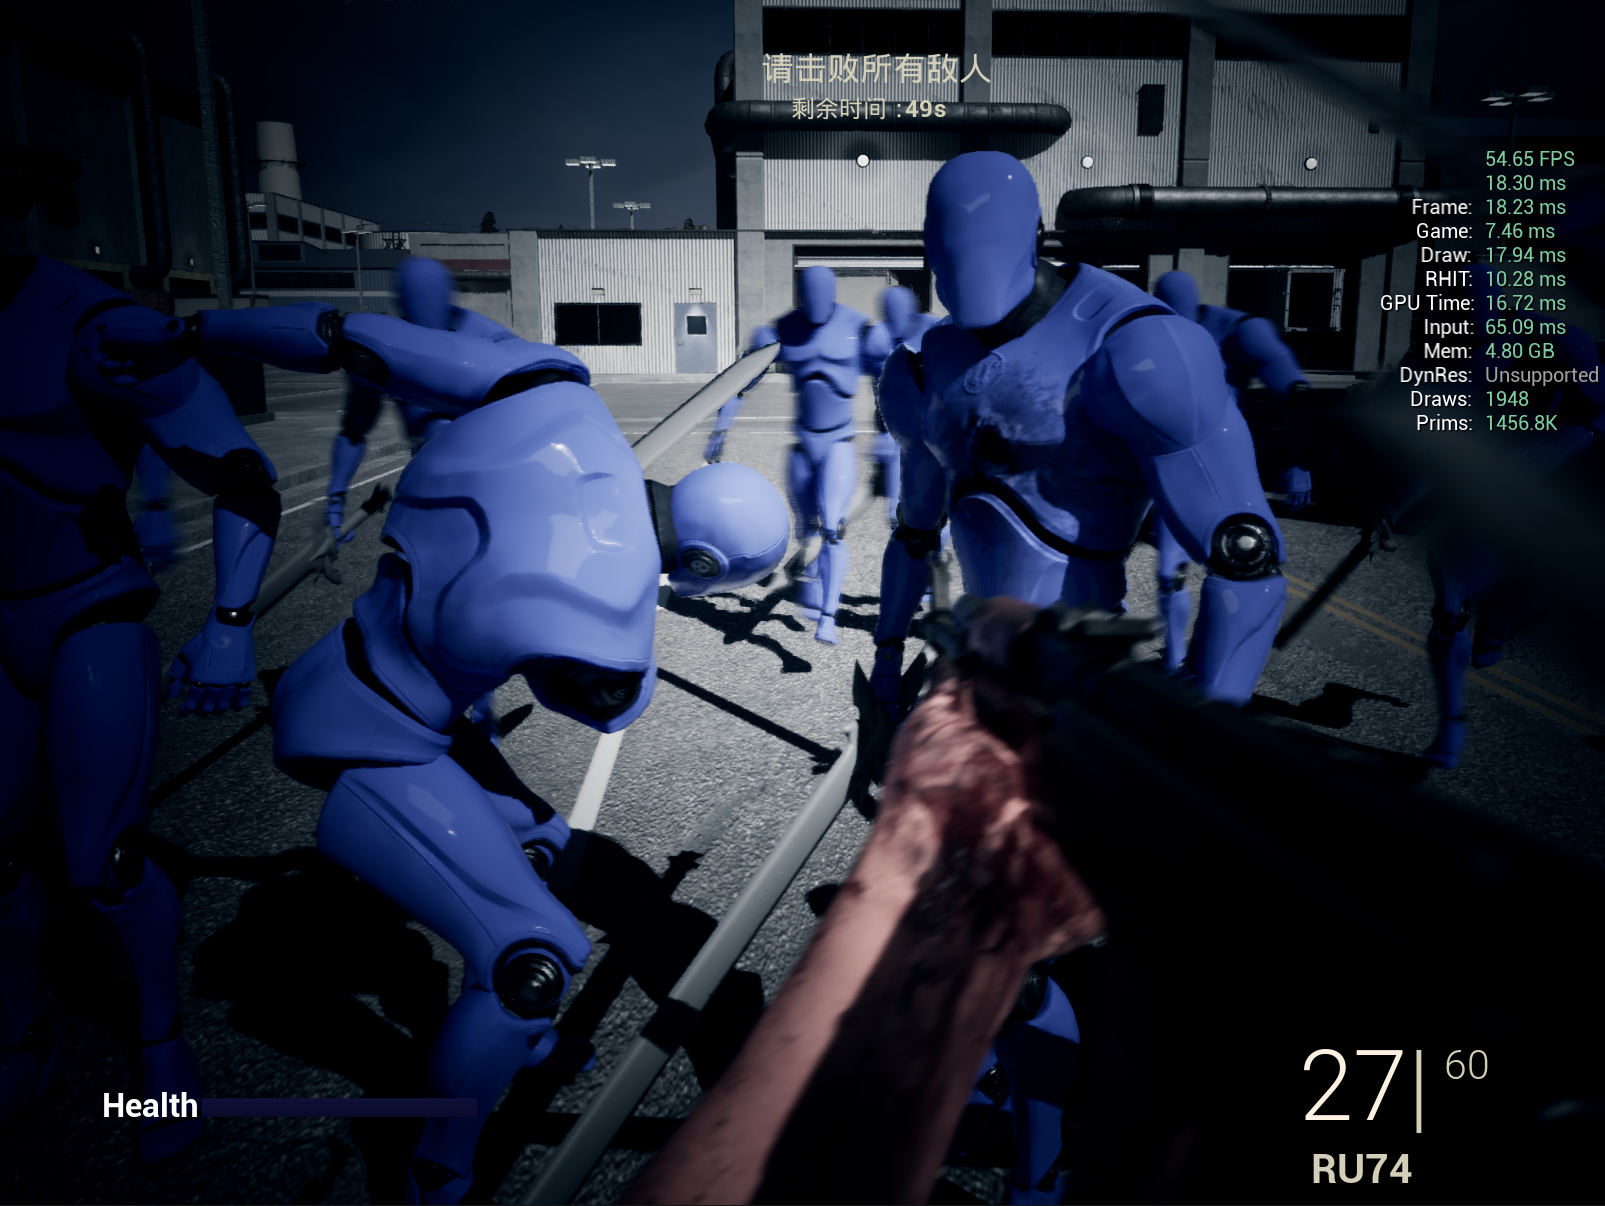 请击败所有敌人
剩余时间 :49s
54.65 FPS
18.30 ms
Frame: 18.23 ms
Game: 7.46 ms
Draw: 17.94 ms
RHIT: 10.28 ms
GPU Time: 16.72 ms
Input: 65.09 ms
Mem: 4.80 GB
DynRes: Unsupported
Draws: 1948
Prims: 1456.8K
Health
27| 60
RU74